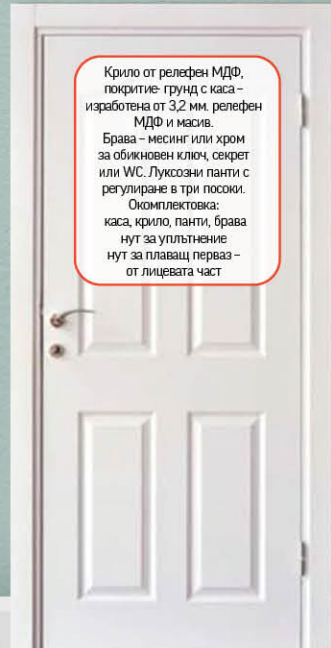 Крило от релефен МДФ,
покритие- грунд с каса –
изработена от 3,2 мм. релефен
МДФ и масив.
Брава – месинг или хром
за обикновен ключ, секрет
или WC. Луксозни панти с
регулиране в три посоки.
Окомплектовка:
каса, крило, панти, брава
нут за уплътнение
нут за плаващ перваз –
от лицевата част